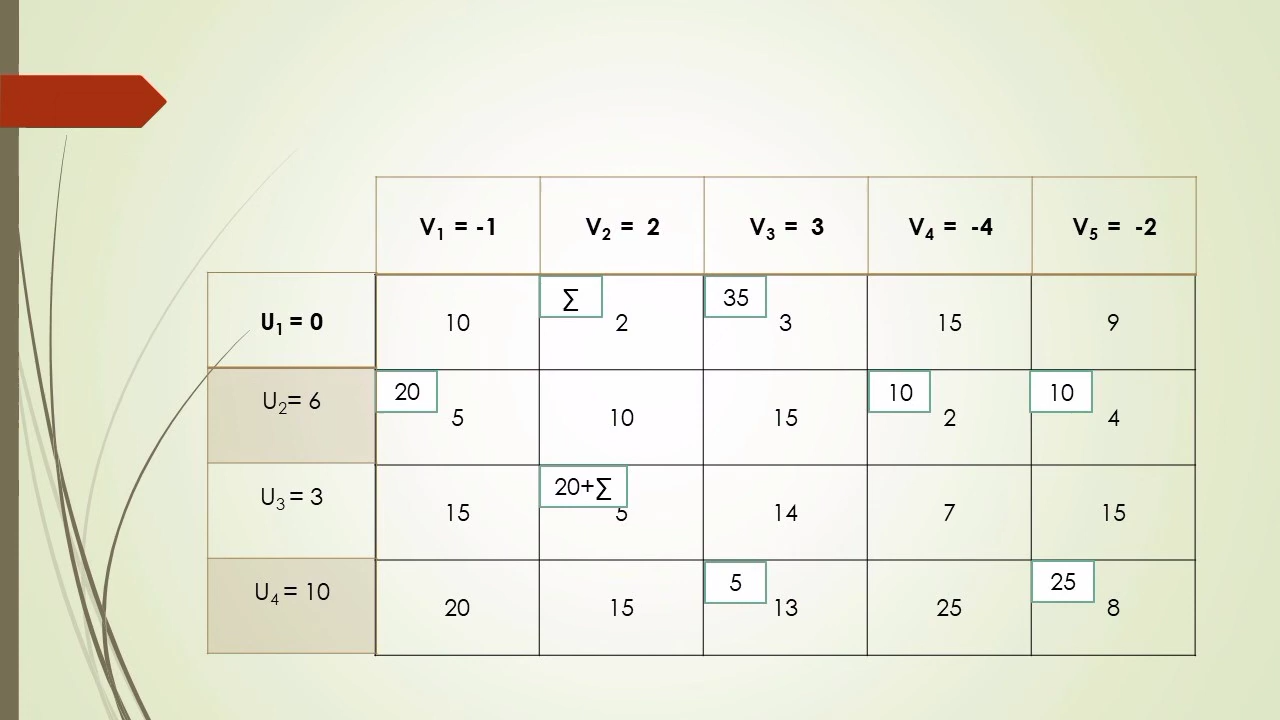 V₁ = -1 V₂ = 2 V₃ = 3 V₄ = -4 V₅ = -2
U₁ = 0 10 ∑ 2 35 3 15 9
U₂= 6 20 5 10 15 10 2 10 4
U₃ = 3 15 20+∑ 5 14 7 15
U₄ = 10 20 15 5 13 25 25 8